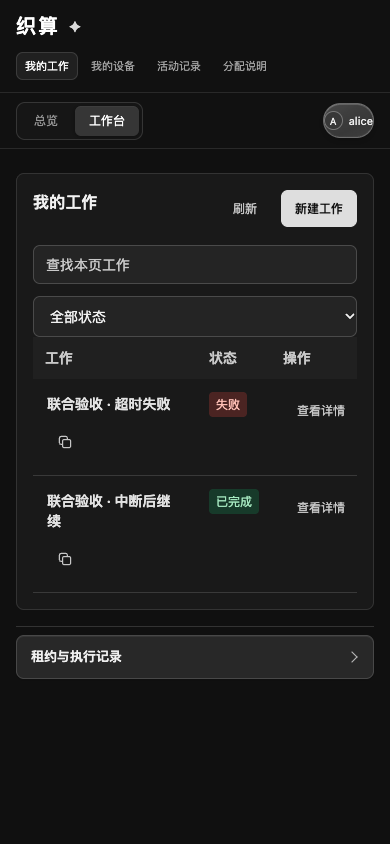 织算
我的工作 我的设备 活动记录 分配说明
总览 工作台 A alice
我的工作 刷新 新建工作
查找本页工作
全部状态
工作 状态 操作
联合验收 · 超时失败 失败 查看详情
联合验收 · 中断后继 已完成 查看详情
续
租约与执行记录